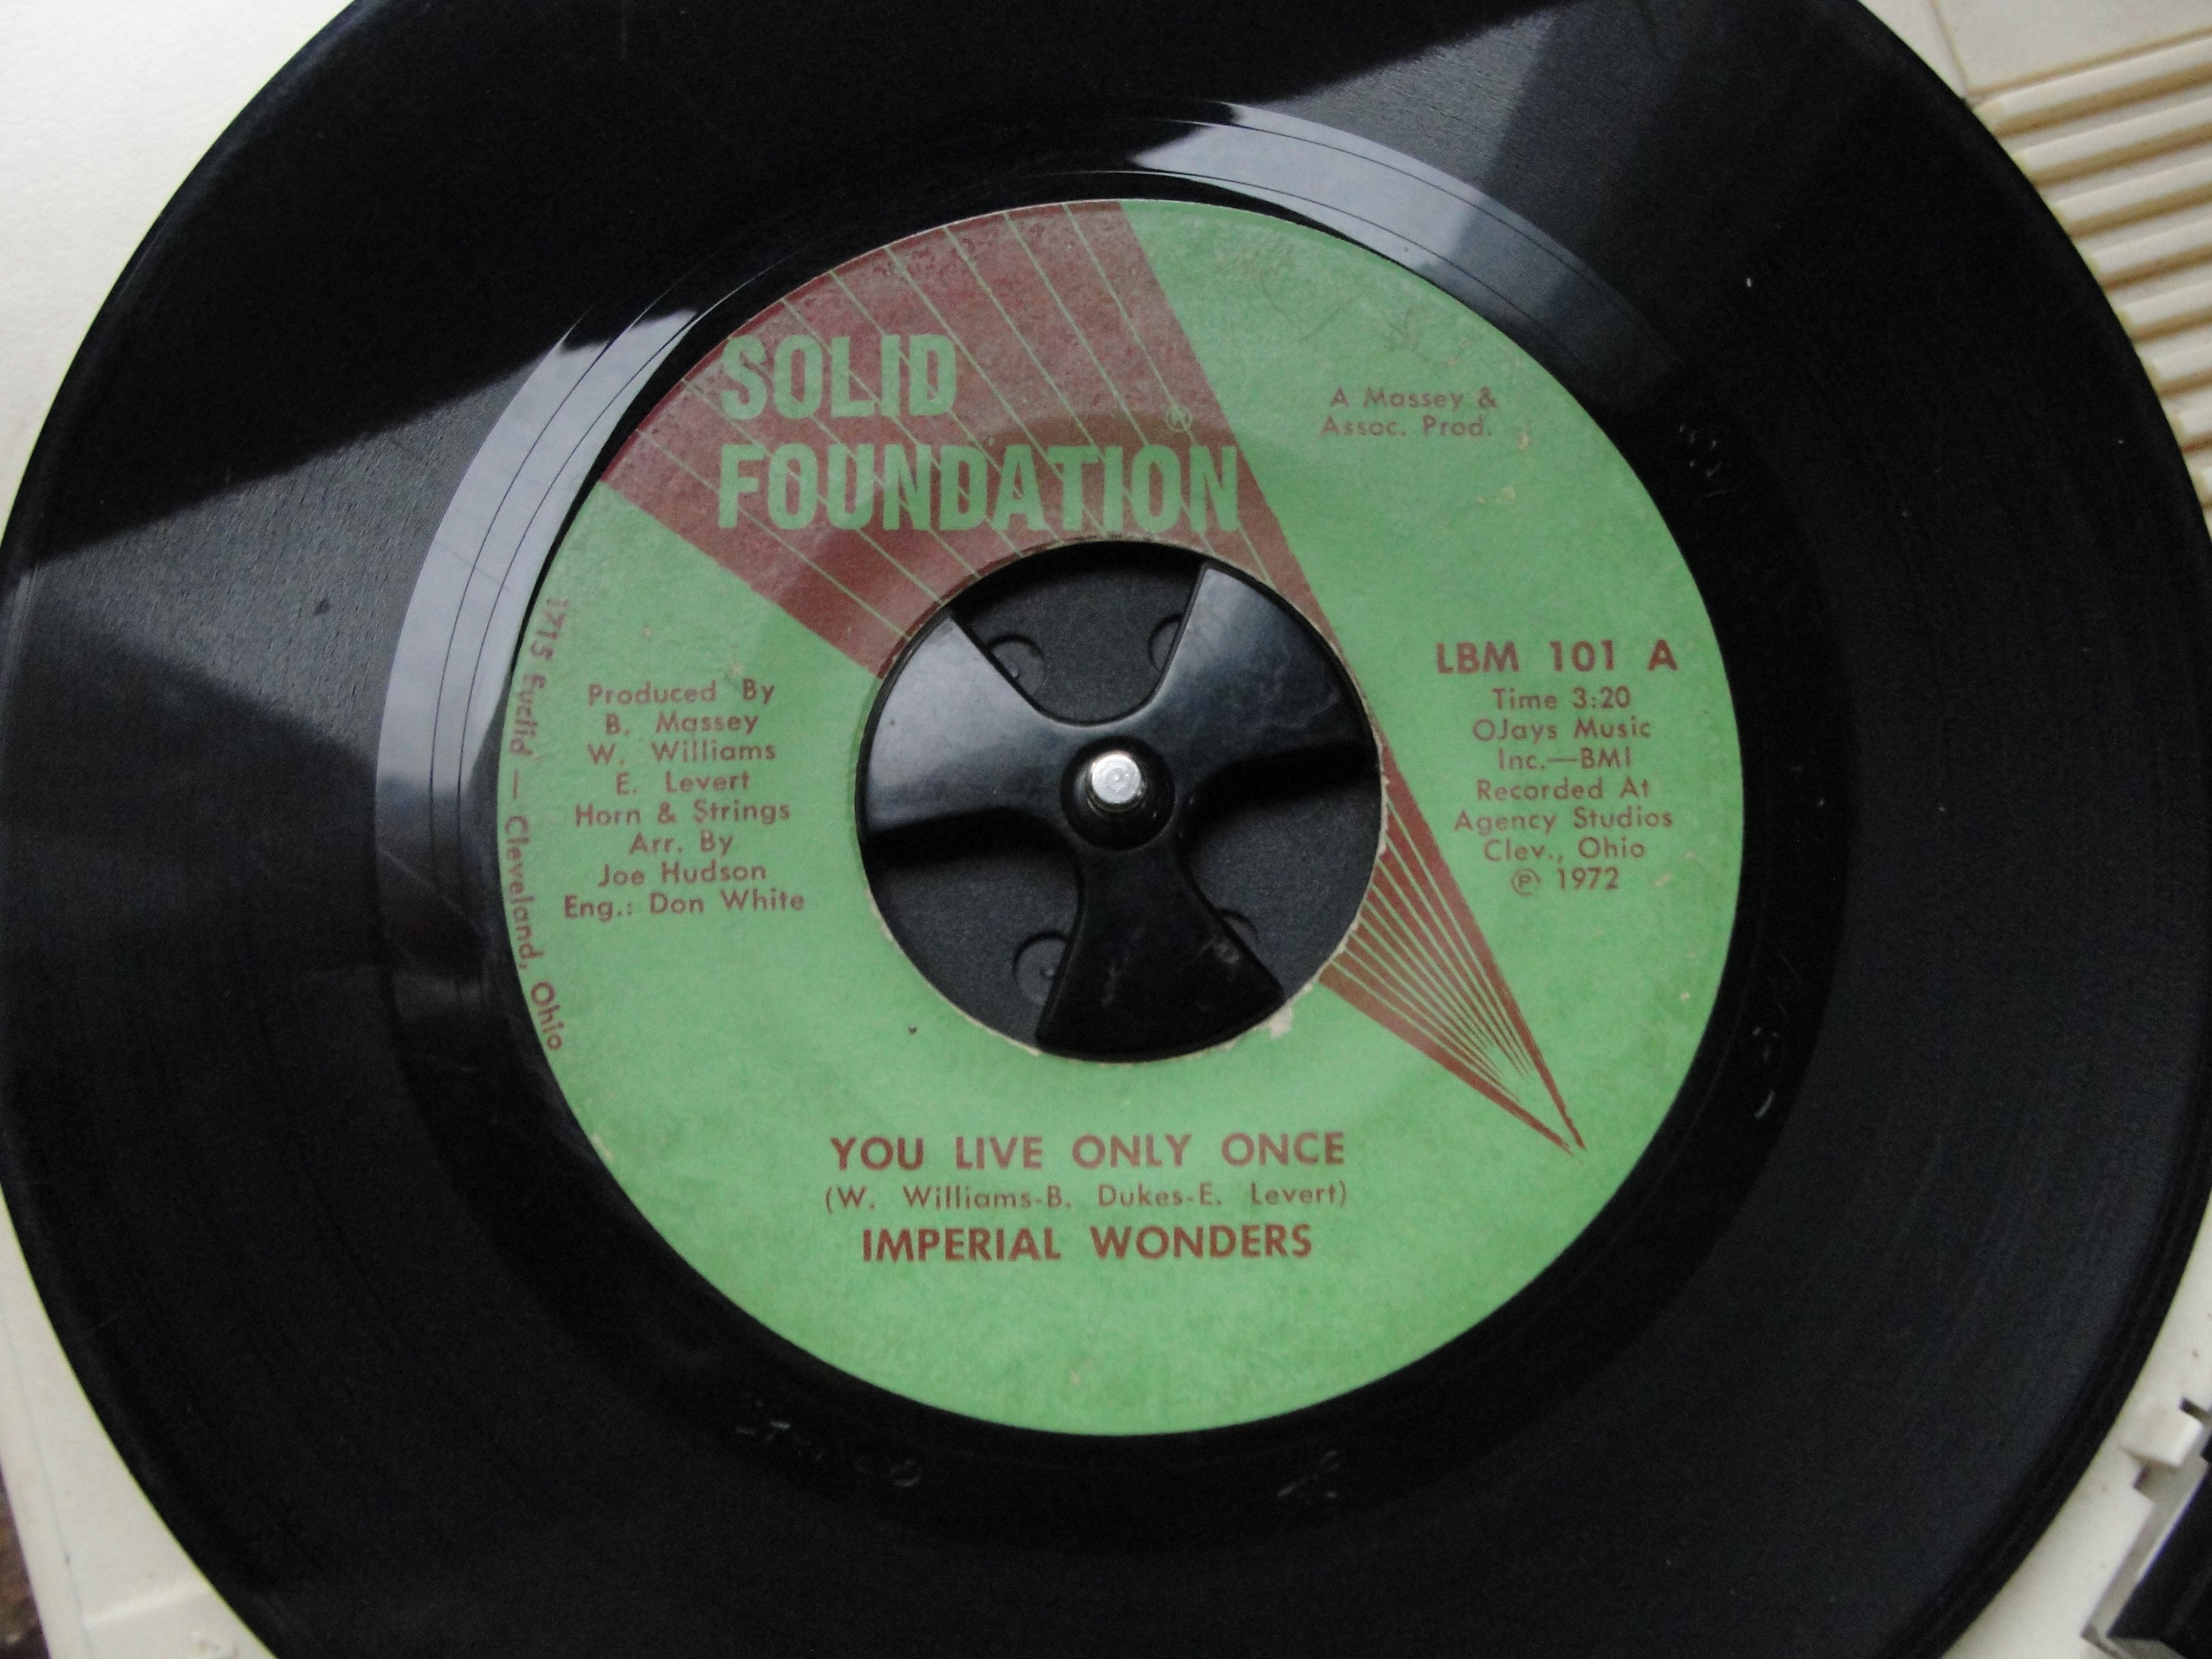 SOLID
FOUNDATION
A Massey &
Assoc. Prod.
1715 Euclid — Cleveland, Ohio
Produced By
B. Massey
W. Williams
E. Levert
Horn & Strings
Arr. By
Joe Hudson
Eng.: Don White
LBM 101 A
Time 3:20
OJays Music
Inc.—BMI
Recorded At
Agency Studios
Clev., Ohio
℗ 1972
YOU LIVE ONLY ONCE
(W. Williams-B. Dukes-E. Levert)
IMPERIAL WONDERS